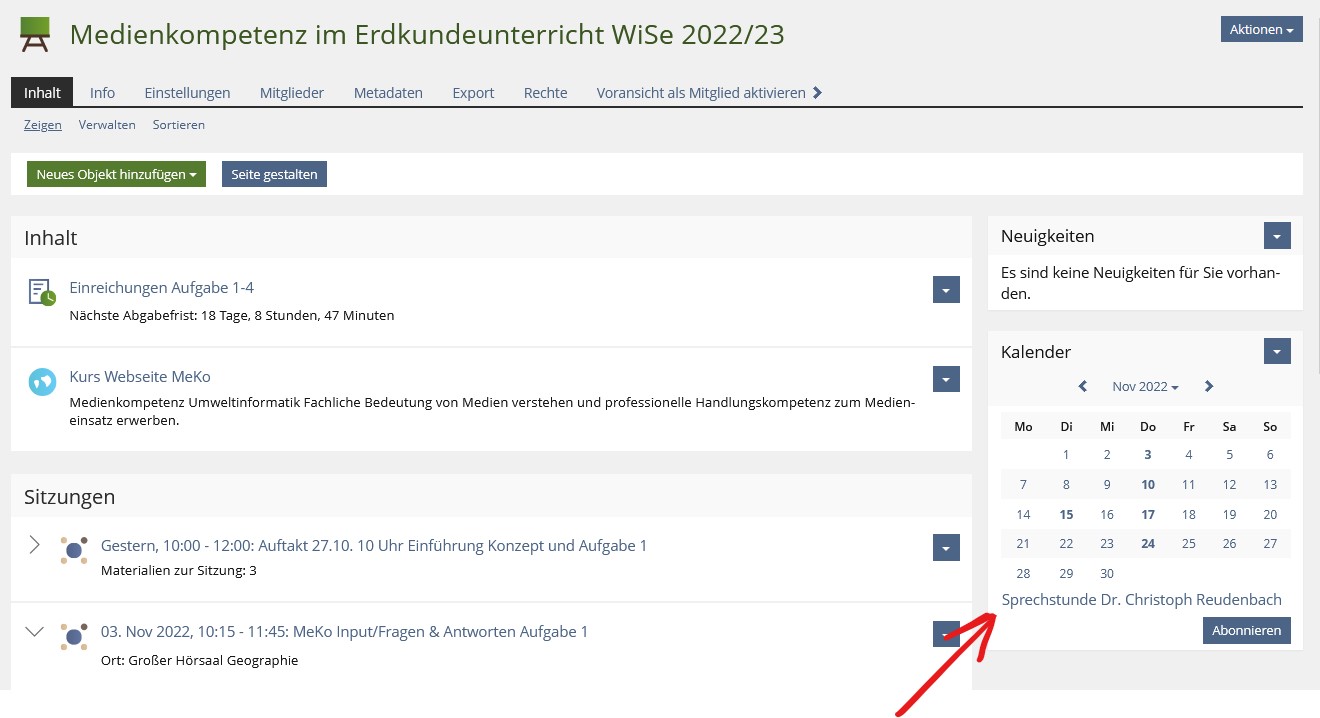 Medienkompetenz im Erdkundeunterricht WiSe 2022/23
Aktionen
Inhalt Info Einstellungen Mitglieder Metadaten Export Rechte Voransicht als Mitglied aktivieren
Zeigen Verwalten Sortieren
Neues Objekt hinzufügen Seite gestalten
Inhalt
Einreichungen Aufgabe 1-4
Nächste Abgabefrist: 18 Tage, 8 Stunden, 47 Minuten
Kurs Webseite MeKo
Medienkompetenz Umweltinformatik Fachliche Bedeutung von Medien verstehen und professionelle Handlungskompetenz zum Medien-
einsatz erwerben.
Sitzungen
Gestern, 10:00 - 12:00: Auftakt 27.10. 10 Uhr Einführung Konzept und Aufgabe 1
Materialien zur Sitzung: 3
03. Nov 2022, 10:15 - 11:45: MeKo Input/Fragen & Antworten Aufgabe 1
Ort: Großer Hörsaal Geographie
Neuigkeiten
Es sind keine Neuigkeiten für Sie vorhan-
den.
Kalender
Nov 2022
Mo Di Mi Do Fr Sa So
1 2 3 4 5 6
7 8 9 10 11 12 13
14 15 16 17 18 19 20
21 22 23 24 25 26 27
28 29 30
Sprechstunde Dr. Christoph Reudenbach
Abonnieren